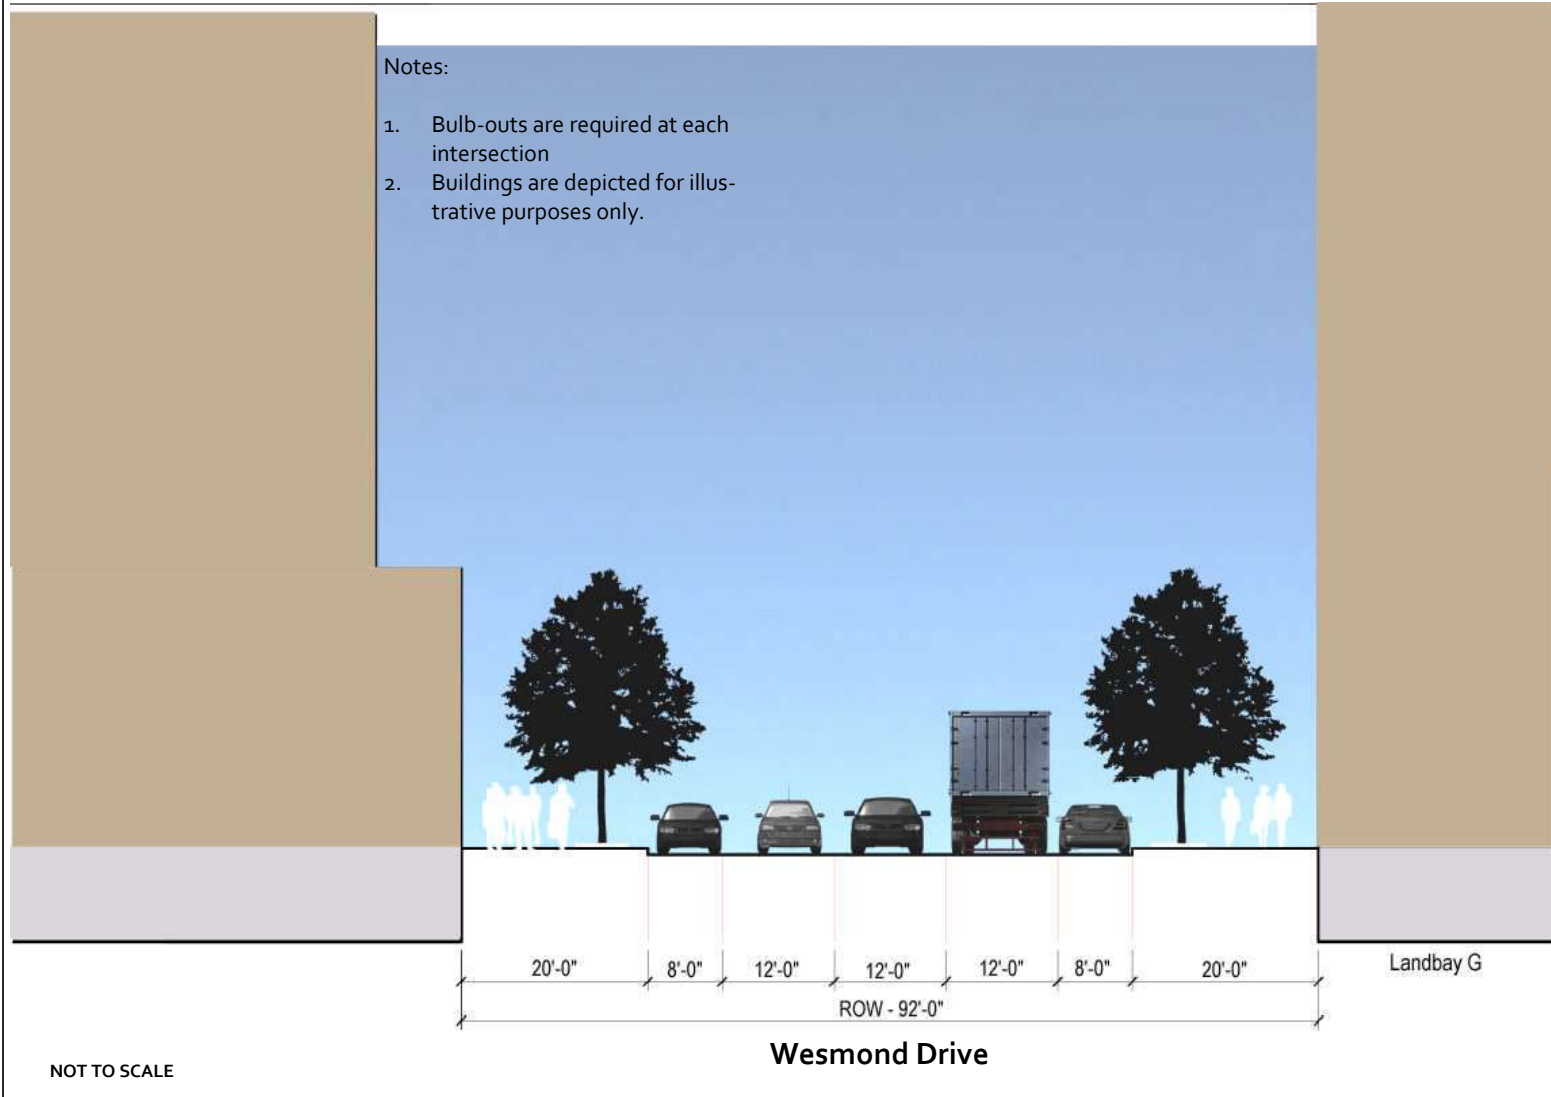 Notes:
1. Bulb-outs are required at each
intersection
2. Buildings are depicted for illus-
trative purposes only.
20'-0" 8'-0" 12'-0" 12'-0" 12'-0" 8'-0" 20'-0" Landbay G
ROW - 92'-0"
Wesmond Drive
NOT TO SCALE